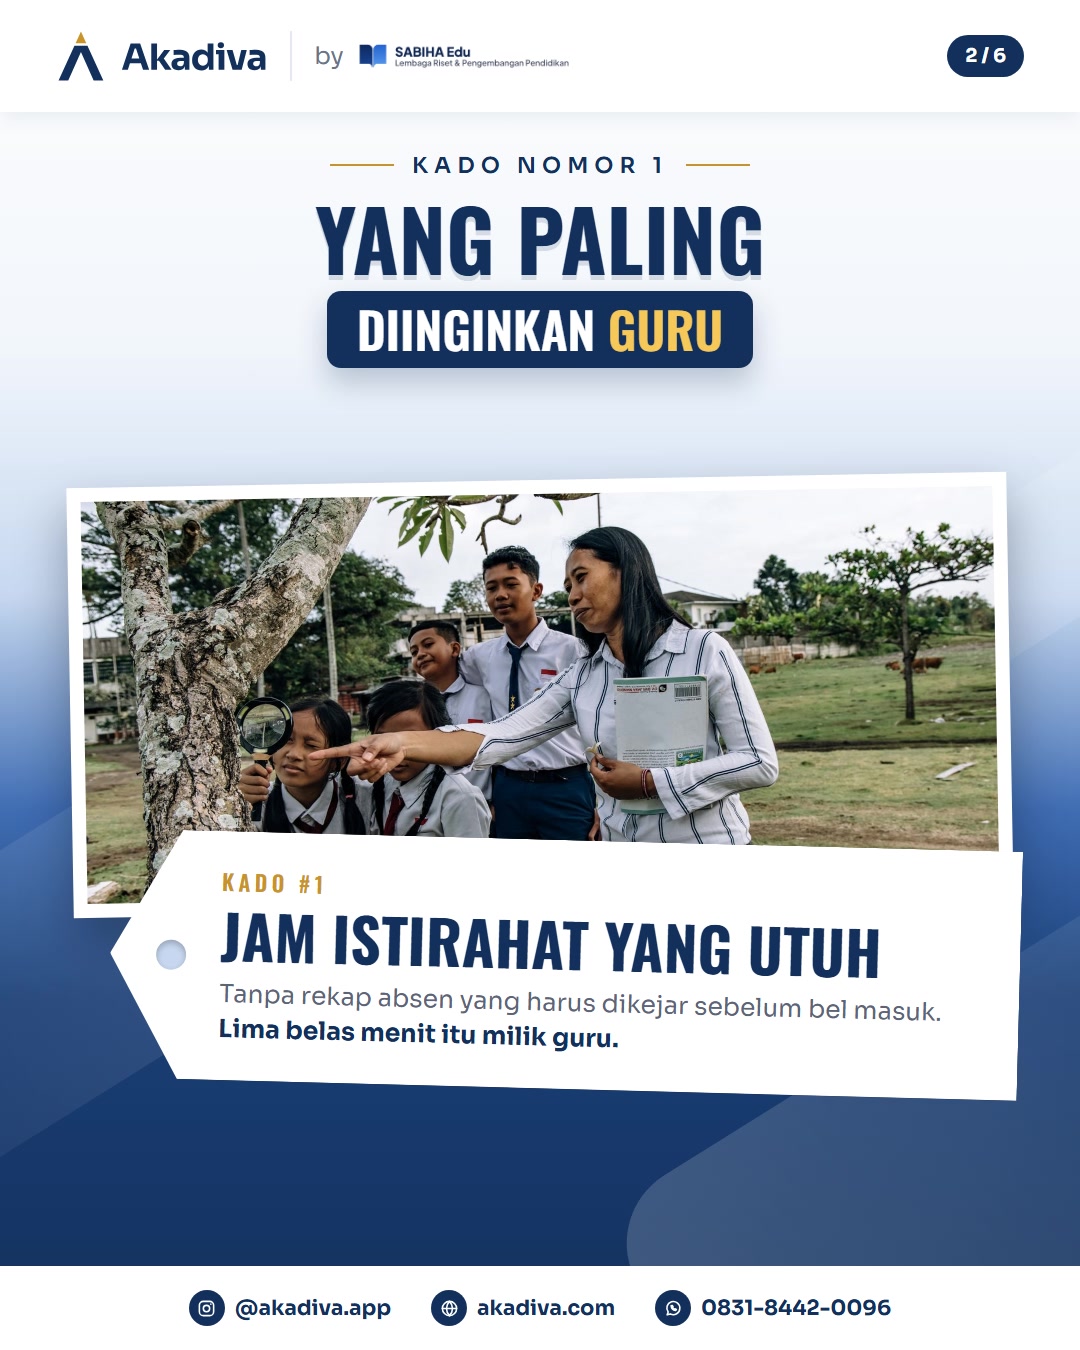 Akadiva
by
SABIHA Edu
Lembaga Riset & Pengembangan Pendidikan
2/6
KADO NOMOR 1
YANG PALING
DIINGINKAN GURU
KADO #1
JAM ISTIRAHAT YANG UTUH
Tanpa rekap absen yang harus dikejar sebelum bel masuk.
Lima belas menit itu milik guru.
@akadiva.app
akadiva.com
0831-8442-0096